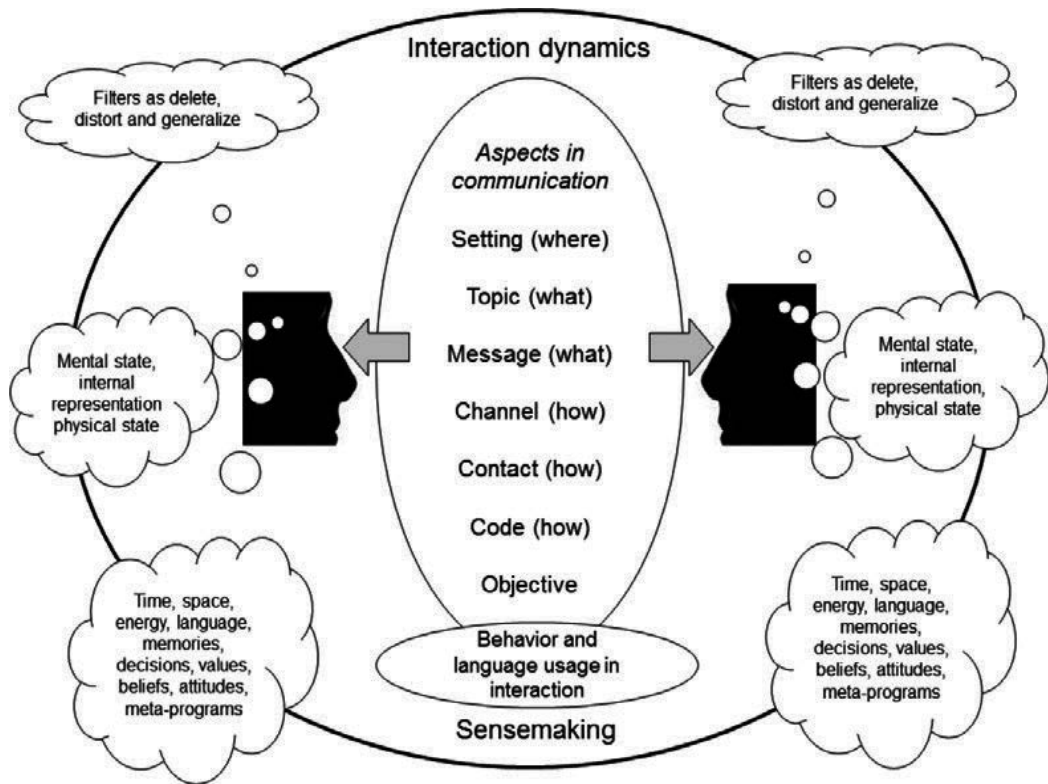 Interaction dynamics
Filters as delete,
distort and generalize
Filters as delete,
distort and generalize
Aspects in
communication
Setting (where)
Topic (what)
Message (what)
Channel (how)
Contact (how)
Code (how)
Objective
Mental state,
internal
representation
physical state
Mental state,
internal
representation,
physical state
Time, space,
energy, language,
memories,
decisions, values,
beliefs, attitudes,
meta-programs
Time, space,
energy, language,
memories,
decisions, values,
beliefs, attitudes,
meta-programs
Behavior and
language usage in
interaction
Sensemaking